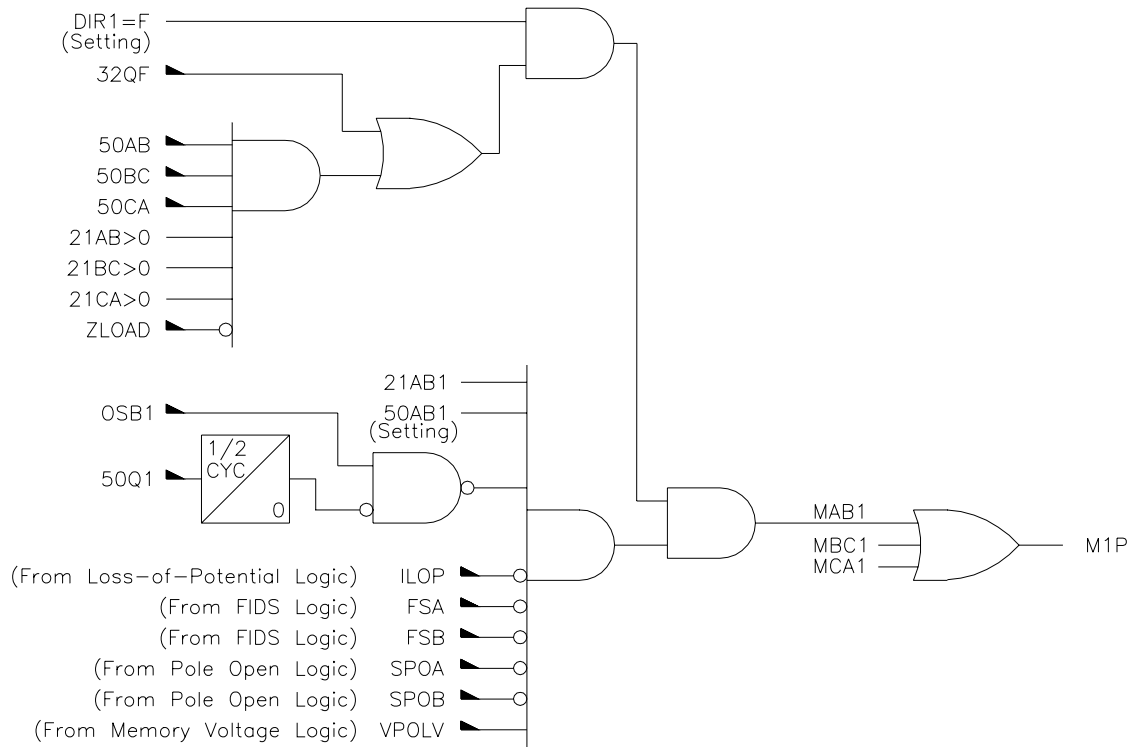 DIR1=F
(Setting)
32QF
50AB
50BC
50CA
21AB>0
21BC>0
21CA>0
ZLOAD
21AB1
50AB1
(Setting)
OSB1
1/2
CYC
0
50Q1
MAB1
MBC1
MCA1
M1P
(From Loss-of-Potential Logic) ILOP
(From FIDS Logic) FSA
(From FIDS Logic) FSB
(From Pole Open Logic) SPOA
(From Pole Open Logic) SPOB
(From Memory Voltage Logic) VPOLV